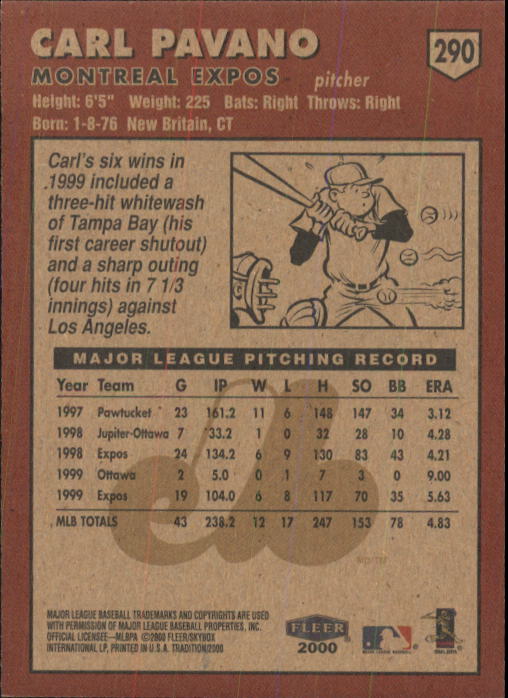 CARL PAVANO
290
MONTREAL EXPOS pitcher
Height: 6'5" Weight: 225 Bats: Right Throws: Right
Born: 1-8-76 New Britain, CT
Carl's six wins in
1999 included a
three-hit whitewash
of Tampa Bay (his
first career shutout)
and a sharp outing
(four hits in 7 1/3
innings) against
Los Angeles.
MAJOR LEAGUE PITCHING RECORD
Year Team G IP W L H SO BB ERA
1997 Pawtucket 23 161.2 11 6 148 147 34 3.12
1998 Jupiter-Ottawa 7 33.2 1 0 32 28 10 4.28
1998 Expos 24 134.2 6 9 130 83 43 4.21
1999 Ottawa 2 5.0 0 1 7 3 0 9.00
1999 Expos 19 104.0 6 8 117 70 35 5.63
MLB TOTALS 43 238.2 12 17 247 153 78 4.83
MAJOR LEAGUE BASEBALL TRADEMARKS AND COPYRIGHTS ARE USED
WITH PERMISSION OF MAJOR LEAGUE BASEBALL PROPERTIES, INC.
OFFICIAL LICENSEE—MLBPA ©2000 FLEER/SKYBOX
INTERNATIONAL LP, PRINTED IN U.S.A. TRADITION/2000
FLEER
2000